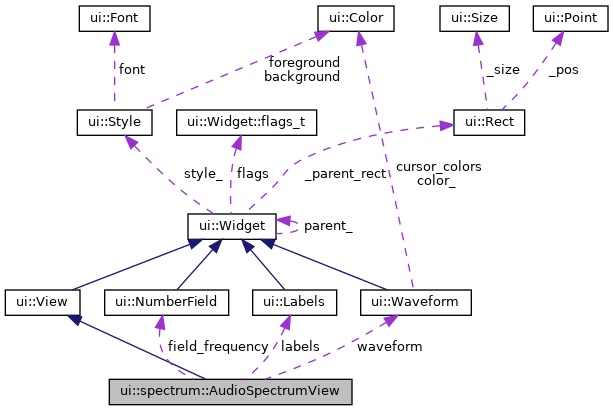 ui::Font
ui::Color
ui::Size
ui::Point
font
foreground
background
_size
_pos
ui::Style
ui::Widget::flags_t
ui::Rect
style_
flags
_parent_rect
cursor_colors
color_
ui::Widget
parent_
ui::View
ui::NumberField
ui::Labels
ui::Waveform
field_frequency
labels
waveform
ui::spectrum::AudioSpectrumView